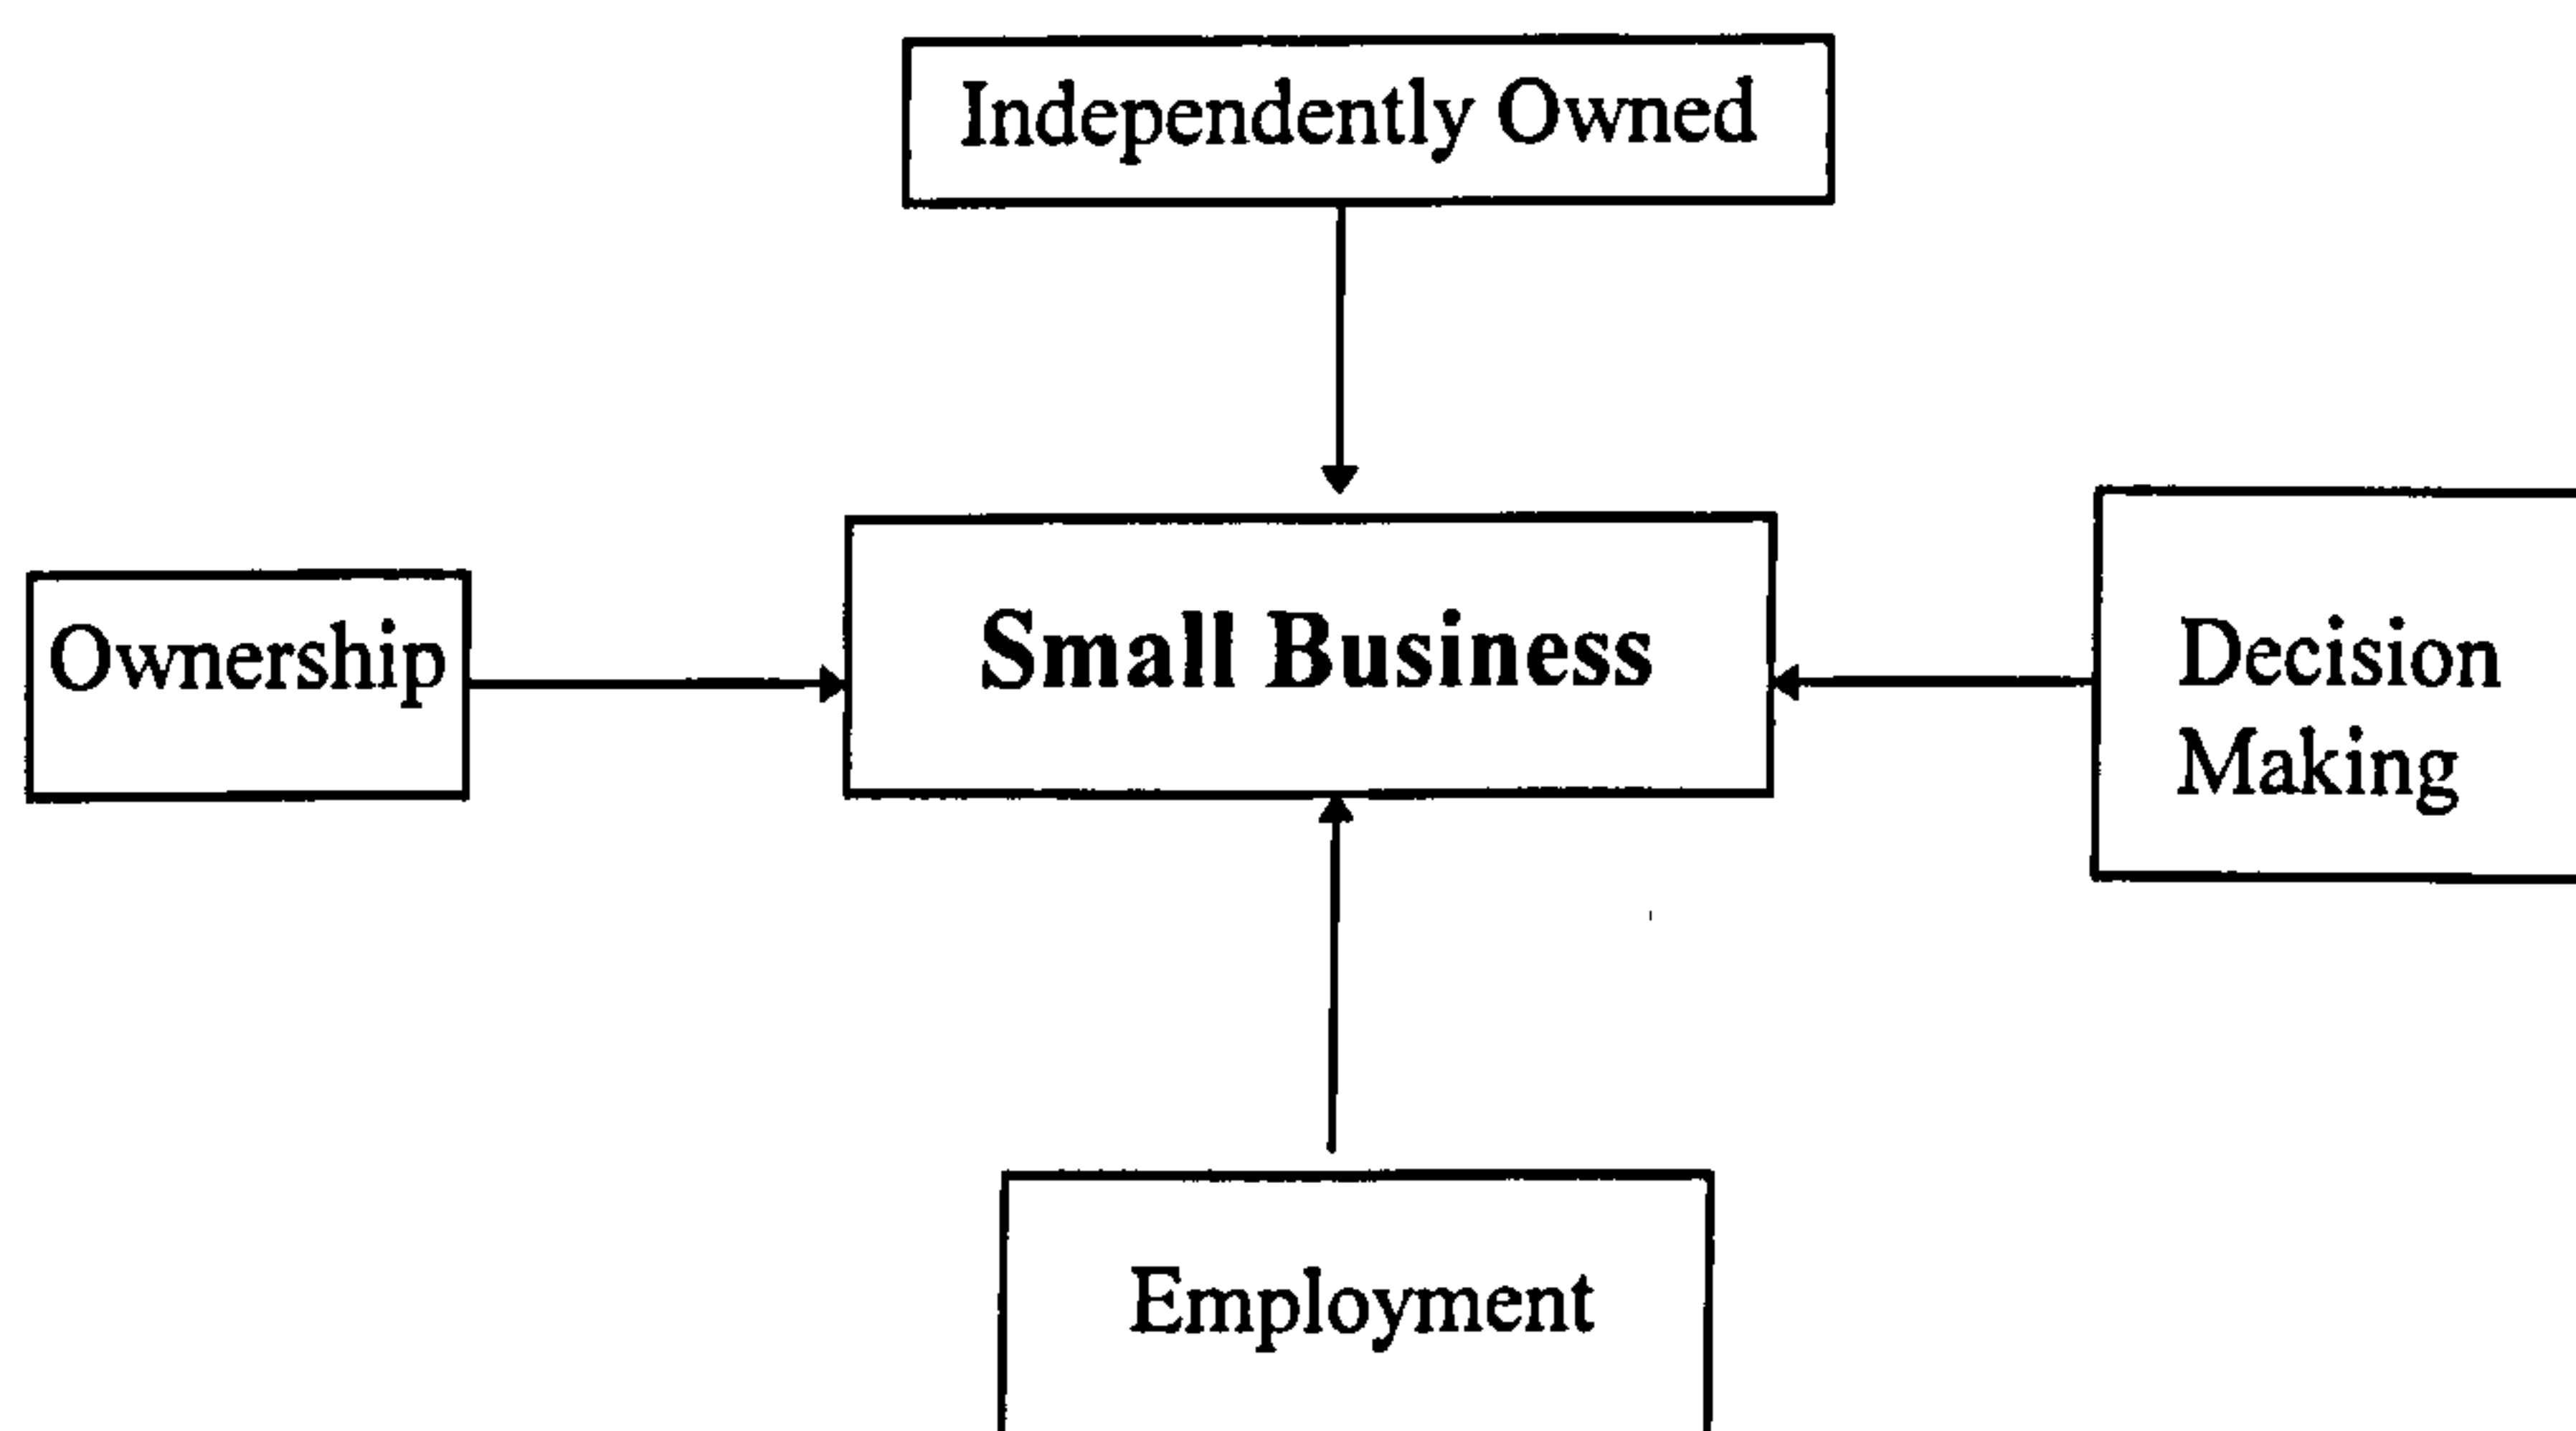 Independently Owned
Ownership
Small Business
Decision
Making
Employment